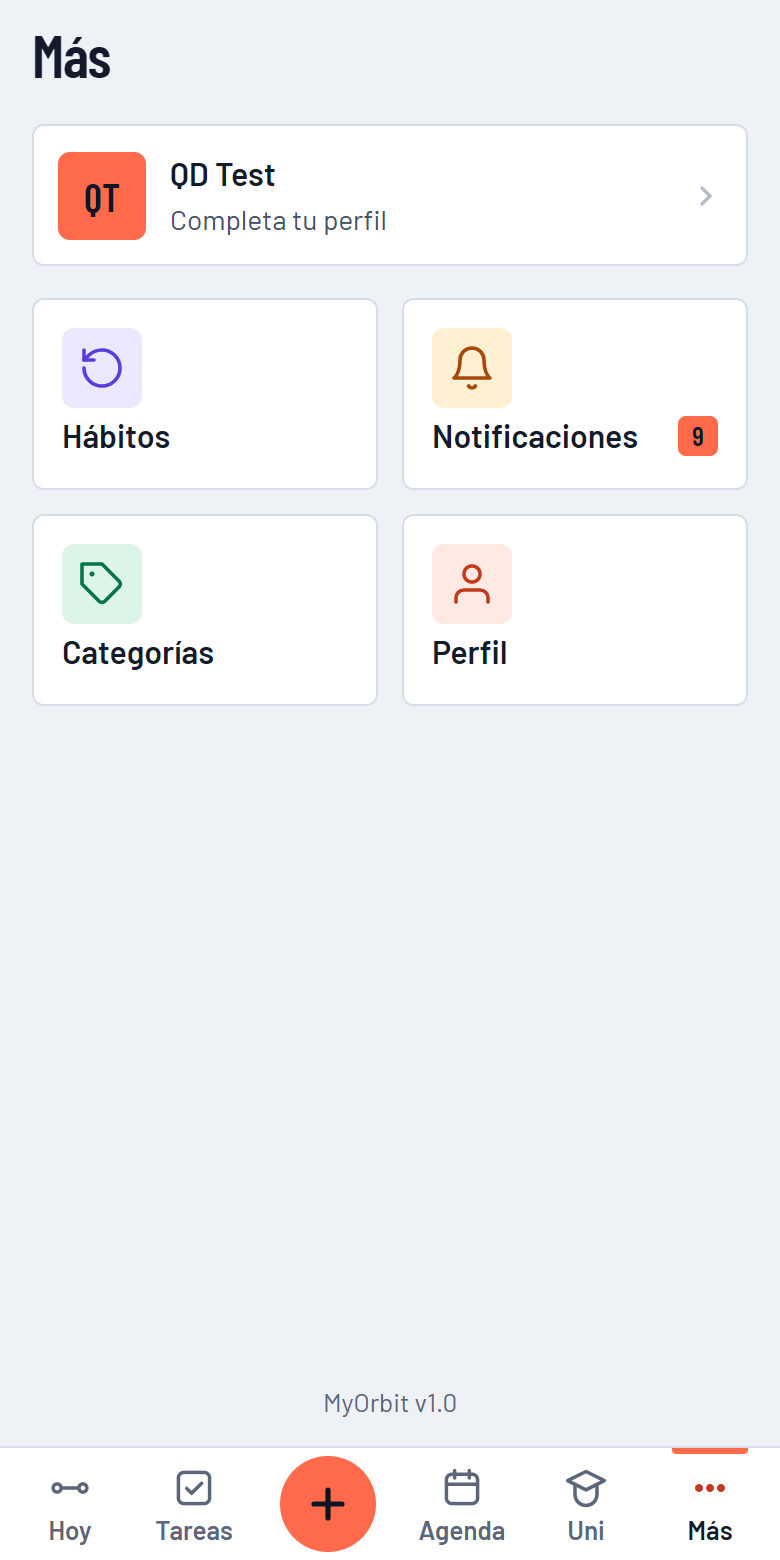 Más
QT
QD Test
Completa tu perfil
Hábitos
Notificaciones 9
Categorías
Perfil
MyOrbit v1.0
Hoy
Tareas
Agenda
Uni
Más